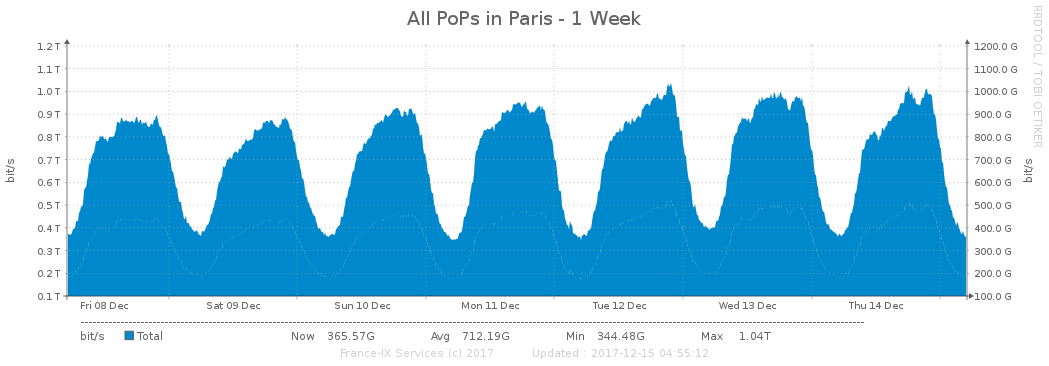 All PoPs in Paris - 1 Week
RRDTOOL / TOBI OETIKER
bit/s
1.2 T
1.1 T
1.0 T
0.9 T
0.8 T
0.7 T
0.6 T
0.5 T
0.4 T
0.3 T
0.2 T
0.1 T
1200.0 G
1100.0 G
1000.0 G
900.0 G
800.0 G
700.0 G
600.0 G
500.0 G
400.0 G
300.0 G
200.0 G
100.0 G
bit/s
Fri 08 Dec Sat 09 Dec Sun 10 Dec Mon 11 Dec Tue 12 Dec Wed 13 Dec Thu 14 Dec
bit/s Total Now 365.57G Avg 712.19G Min 344.48G Max 1.04T
France-IX Services (c) 2017 Updated : 2017-12-15 04:55:12